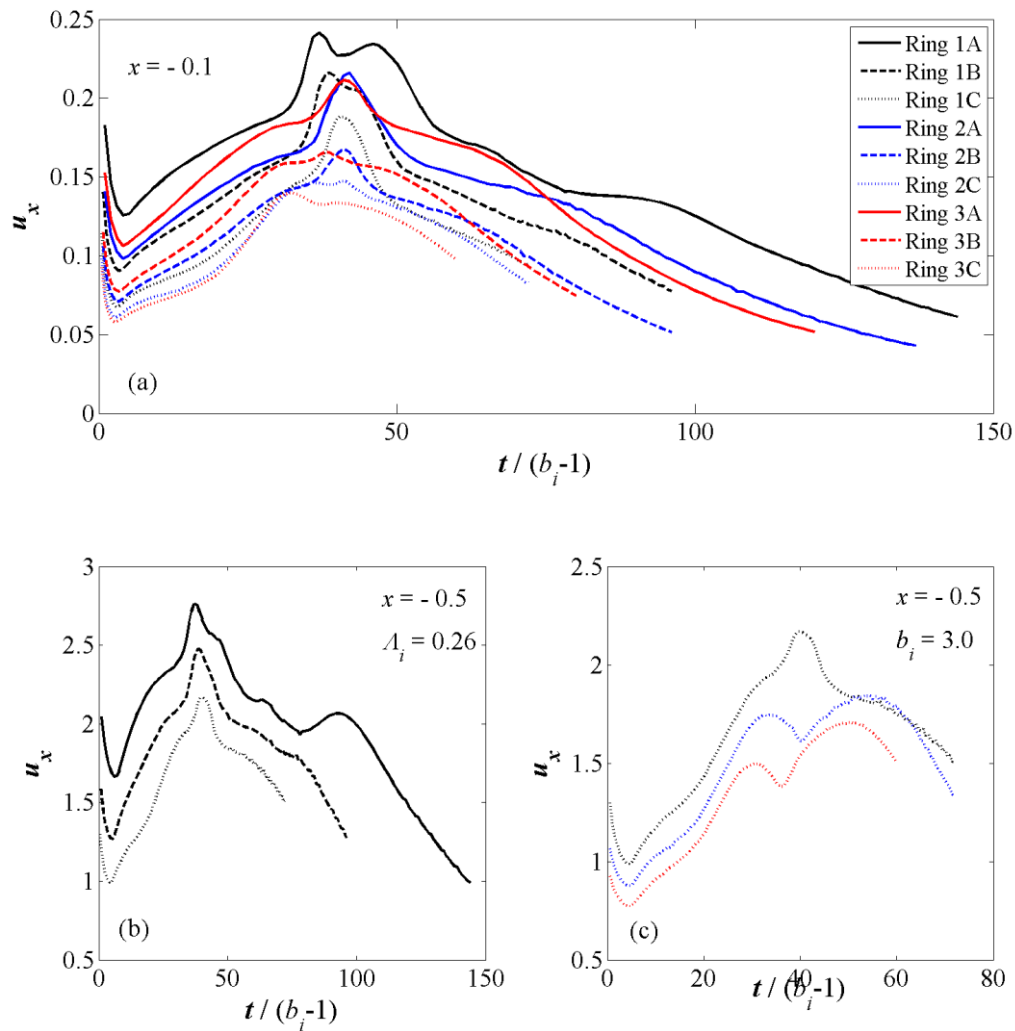 0.25
0.2
0.15
0.1
0.05
0
u_x
x = - 0.1
(a)
Ring 1A
Ring 1B
Ring 1C
Ring 2A
Ring 2B
Ring 2C
Ring 3A
Ring 3B
Ring 3C
0 50 100 150
t / (b_i-1)
3
2.5
2
1.5
1
0.5
u_x
x = - 0.5
Λ_i = 0.26
(b)
0 50 100 150
t / (b_i-1)
2.5
2
1.5
1
0.5
u_x
x = - 0.5
b_i = 3.0
(c)
0 20 40 60 80
t / (b_i-1)